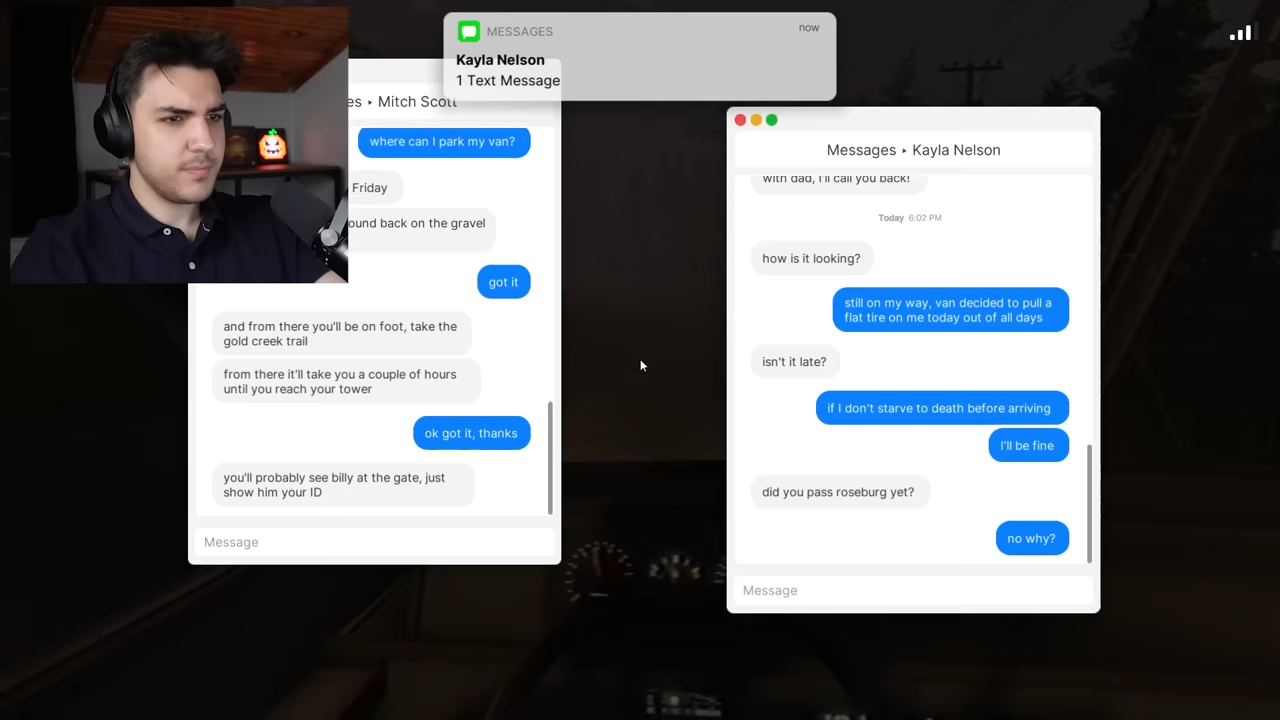 MESSAGES
now
Kayla Nelson
1 Text Message
es ▸ Mitch Scott
where can I park my van?
Friday
ound back on the gravel
got it
and from there you'll be on foot, take the
gold creek trail
from there it'll take you a couple of hours
until you reach your tower
ok got it, thanks
you'll probably see billy at the gate, just
show him your ID
Message
Messages ▸ Kayla Nelson
with dad, I'll call you back!
Today 6:02 PM
how is it looking?
still on my way, van decided to pull a
flat tire on me today out of all days
isn't it late?
if I don't starve to death before arriving
I'll be fine
did you pass roseburg yet?
no why?
Message